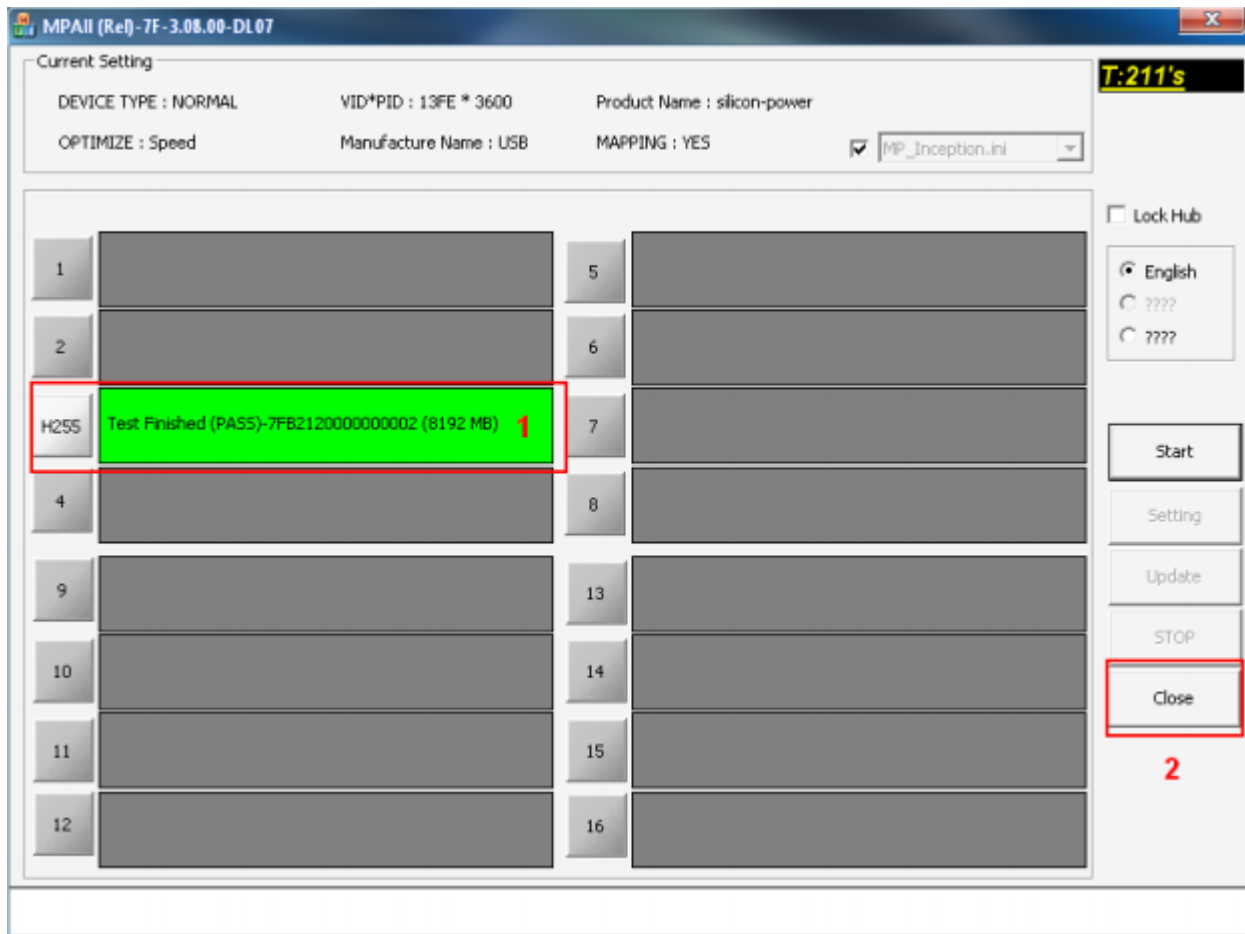 MPAll (Rel)-7F-3.08.00-DL07
Current Setting
T:211's
DEVICE TYPE : NORMAL VID*PID : 13FE * 3600 Product Name : silicon-power
OPTIMIZE : Speed Manufacture Name : USB MAPPING : YES MP_Inception.ini
Lock Hub
1 5 English
????
2 6 ????
H255 Test Finished (PASS)-7FB2120000000002 (8192 MB) 1 7
Start
4 8 Setting
9 13 Update
STOP
10 14 Close
11 15 2
12 16